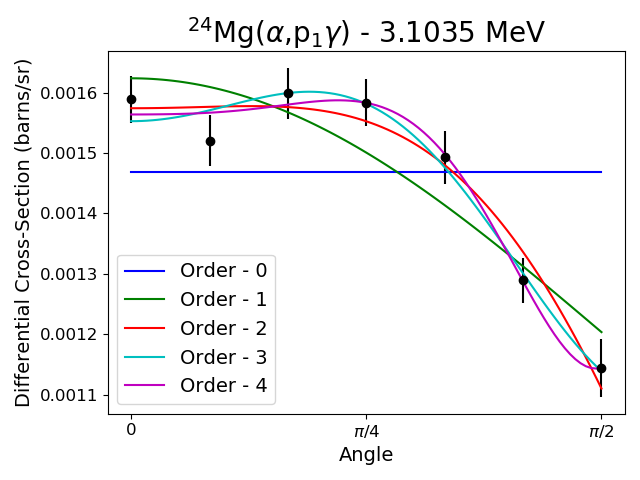 ²⁴Mg(α,p₁γ) - 3.1035 MeV
Differential Cross-Section (barns/sr)
0.0016
0.0015
0.0014
0.0013
0.0012
0.0011
Order - 0
Order - 1
Order - 2
Order - 3
Order - 4
0
π/4
π/2
Angle